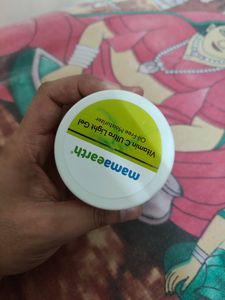 mamaearth®
Vitamin C Ultra Light Gel
Oil-Free Moisturizer